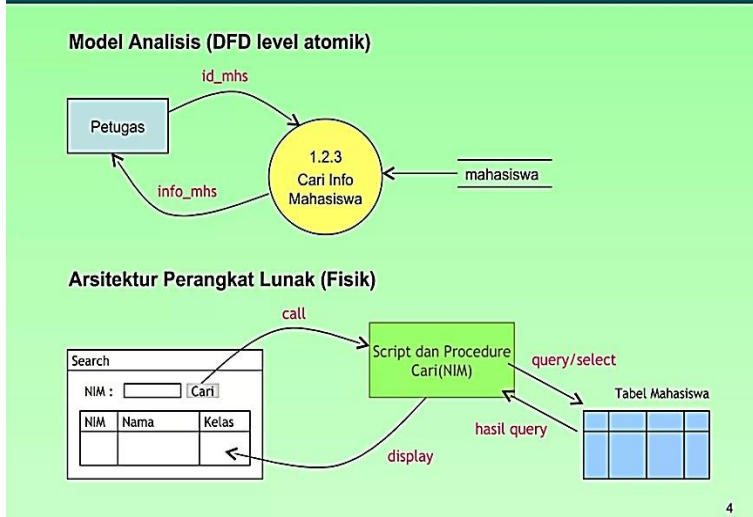 Model Analisis (DFD level atomik)
id_mhs
Petugas
1.2.3
Cari Info
Mahasiswa
mahasiswa
info_mhs
Arsitektur Perangkat Lunak (Fisik)
call
Search
NIM : Cari
NIM Nama Kelas
Script dan Procedure
Cari(NIM)
query/select
Tabel Mahasiswa
hasil query
display
4